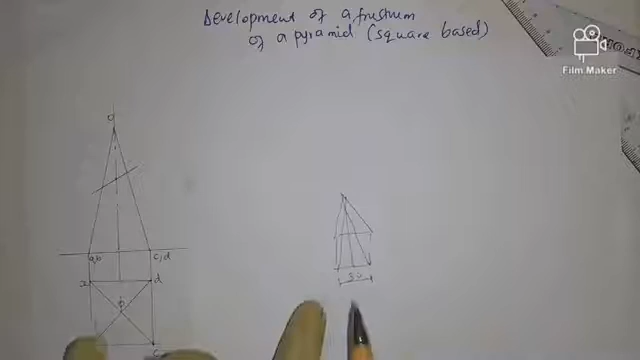 Development of a frustum
of a pyramid (square based)
Film Maker
o'
a,b
c,d
a
d
o
c